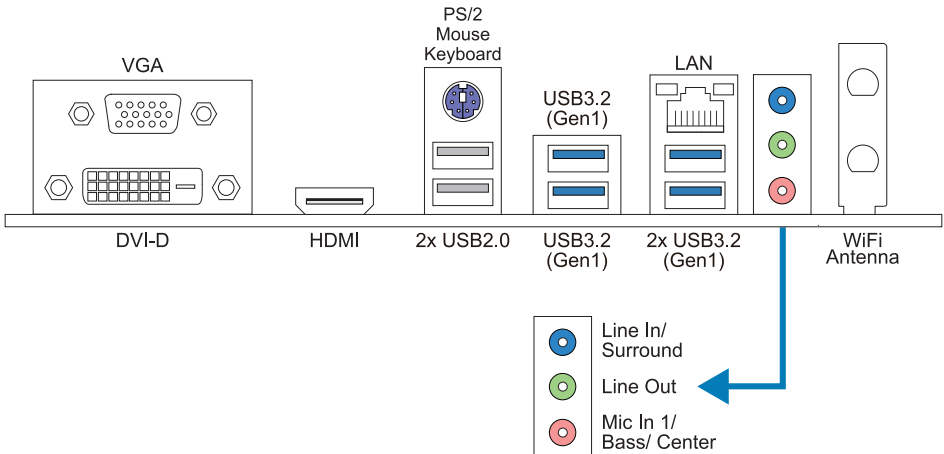 PS/2
Mouse
Keyboard
VGA
USB3.2
(Gen1)
LAN
DVI-D
HDMI
2x USB2.0
USB3.2
(Gen1)
2x USB3.2
(Gen1)
WiFi
Antenna
Line In/
Surround
Line Out
Mic In 1/
Bass/ Center